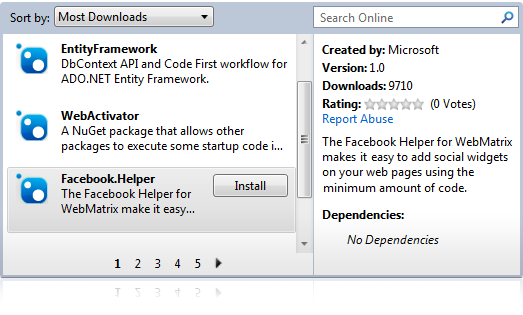 Sort by: Most Downloads
Search Online
EntityFramework
DbContext API and Code First workflow for
ADO.NET Entity Framework.
WebActivator
A NuGet package that allows other
packages to execute some startup code i...
Facebook.Helper
The Facebook Helper for
WebMatrix make it easy...
Install
1 2 3 4 5
Created by: Microsoft
Version: 1.0
Downloads: 9710
Rating: (0 Votes)
Report Abuse
The Facebook Helper for WebMatrix
makes it easy to add social widgets
on your web pages using the
minimum amount of code.
Dependencies:
No Dependencies